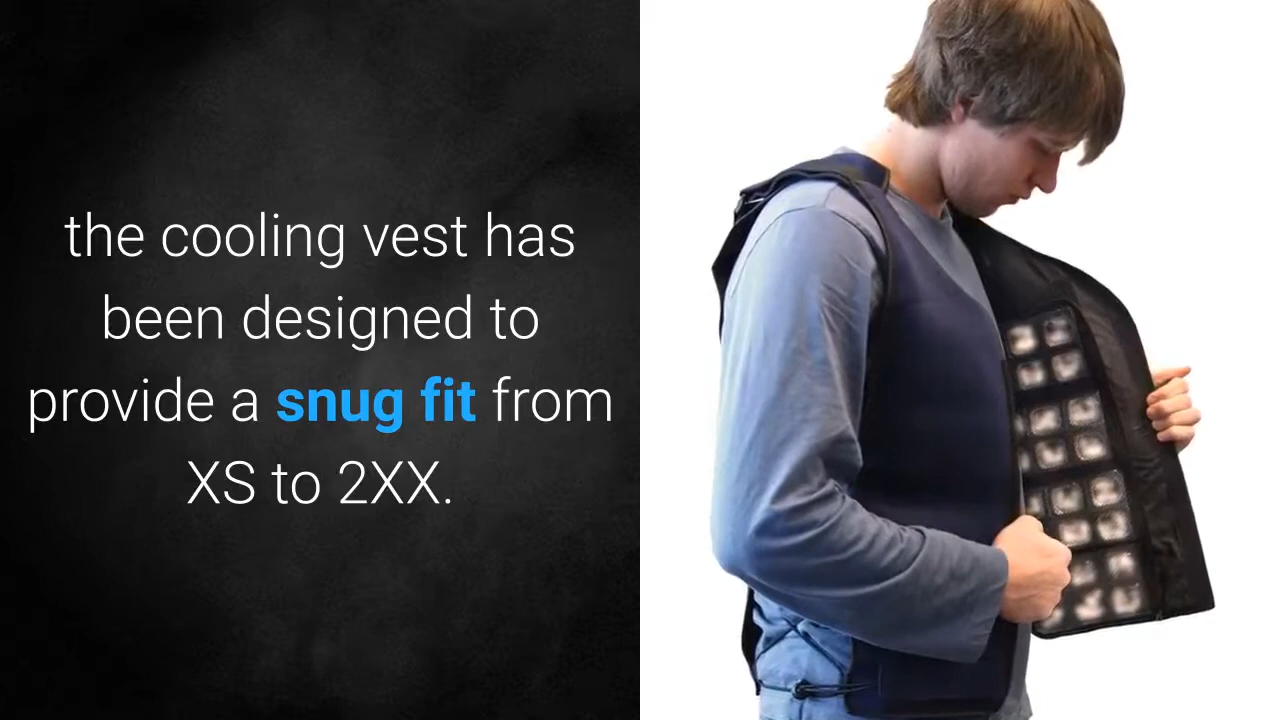 the cooling vest has
been designed to
provide a snug fit from
XS to 2XX.